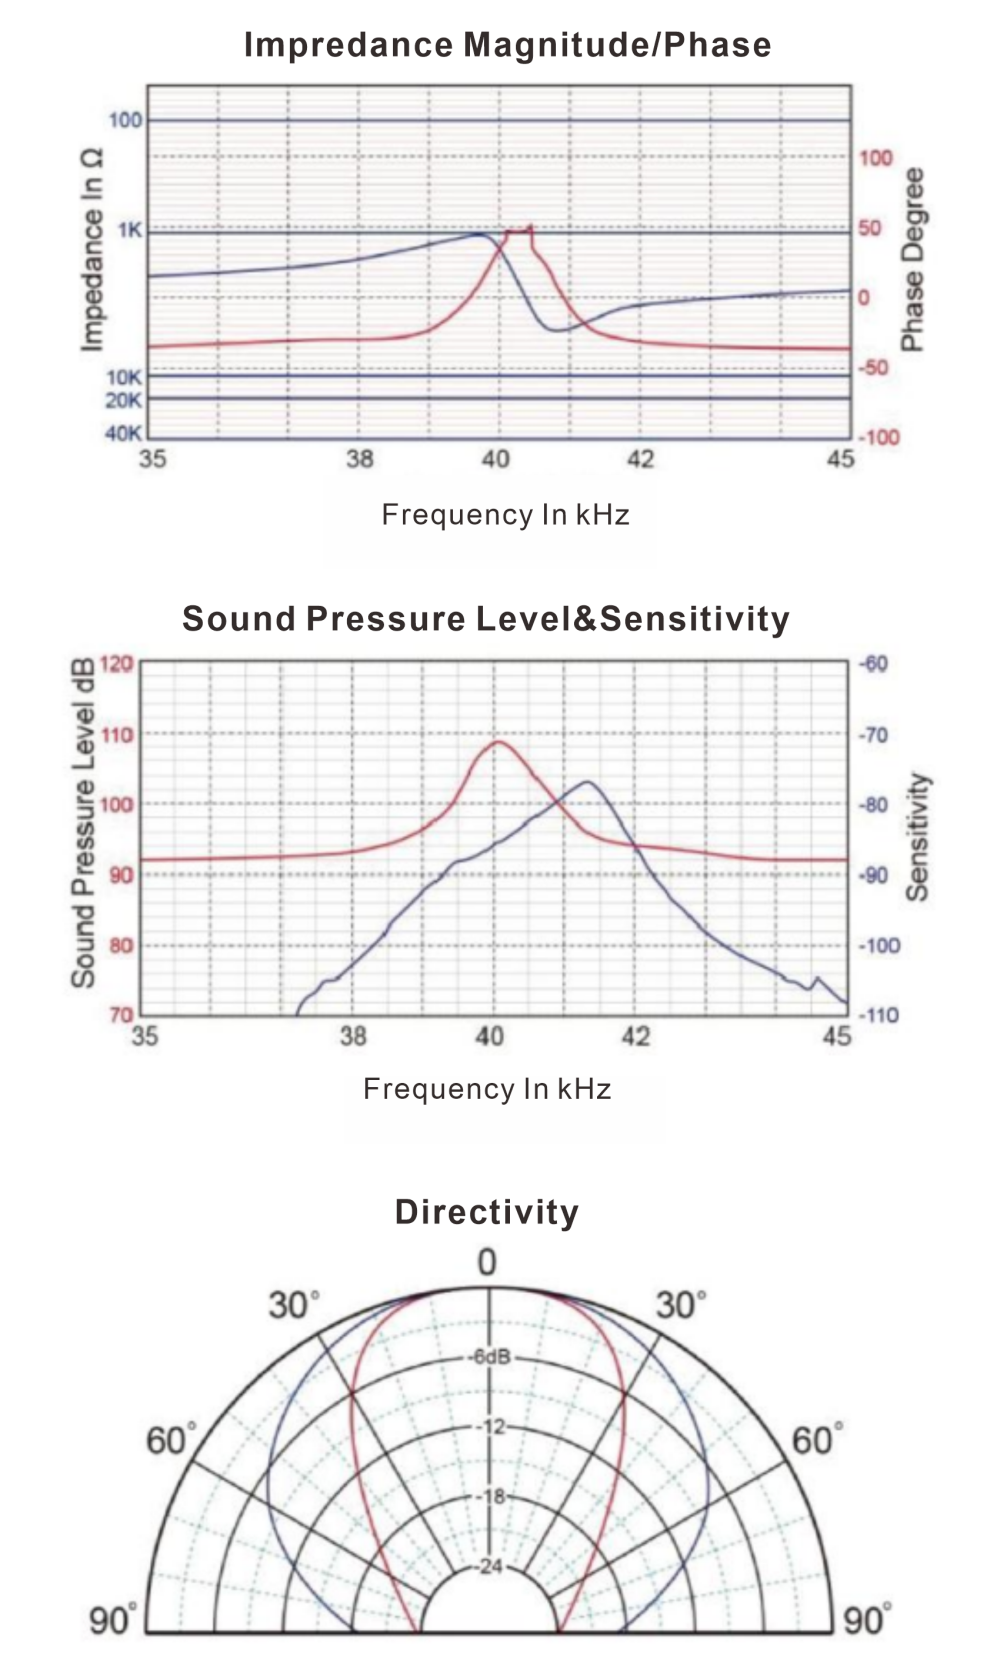 Impredance Magnitude/Phase
100
1K
10K
20K
40K
Impedance In Ω
100
50
0
-50
-100
Phase Degree
35 38 40 42 45
Frequency In kHz
Sound Pressure Level&Sensitivity
Sound Pressure Level dB
120
110
100
90
80
70
-60
-70
-80
-90
-100
-110
Sensitivity
35 38 40 42 45
Frequency In kHz
Directivity
0
30° 30°
-6dB
60° 60°
-12
-18
-24
90° 90°